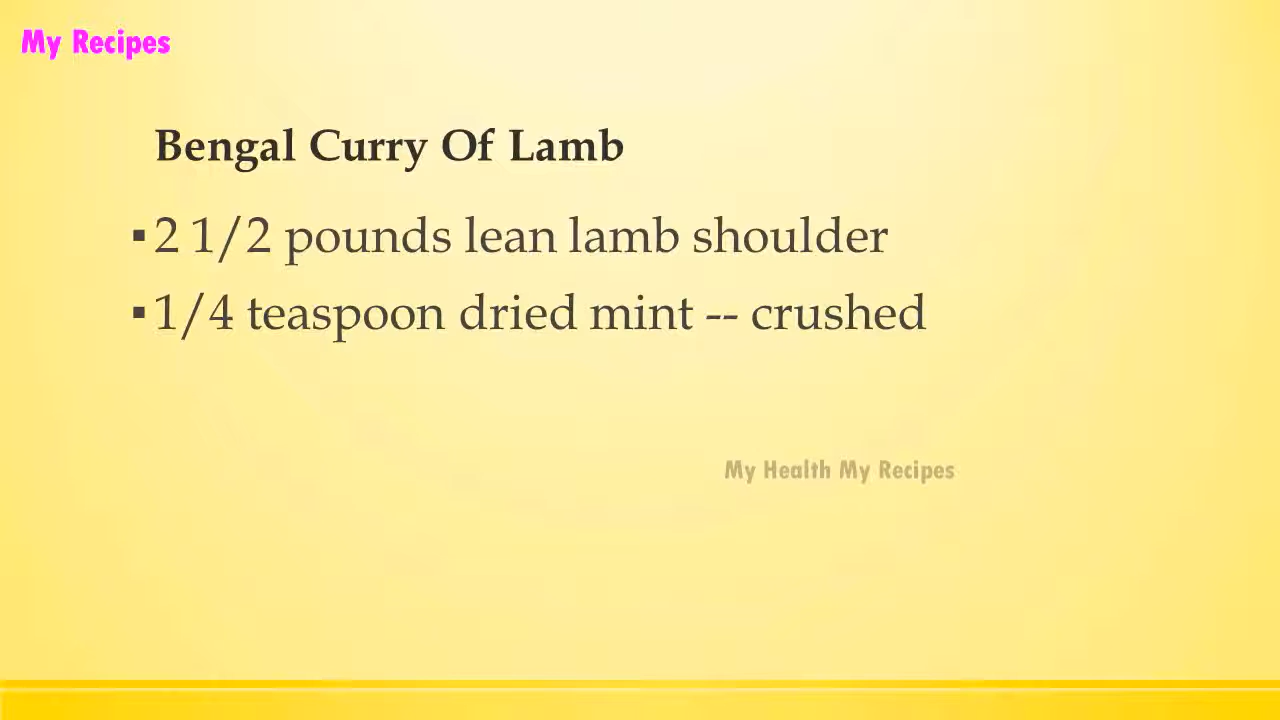 My Recipes
Bengal Curry Of Lamb
▪2 1/2 pounds lean lamb shoulder
▪1/4 teaspoon dried mint -- crushed
My Health My Recipes